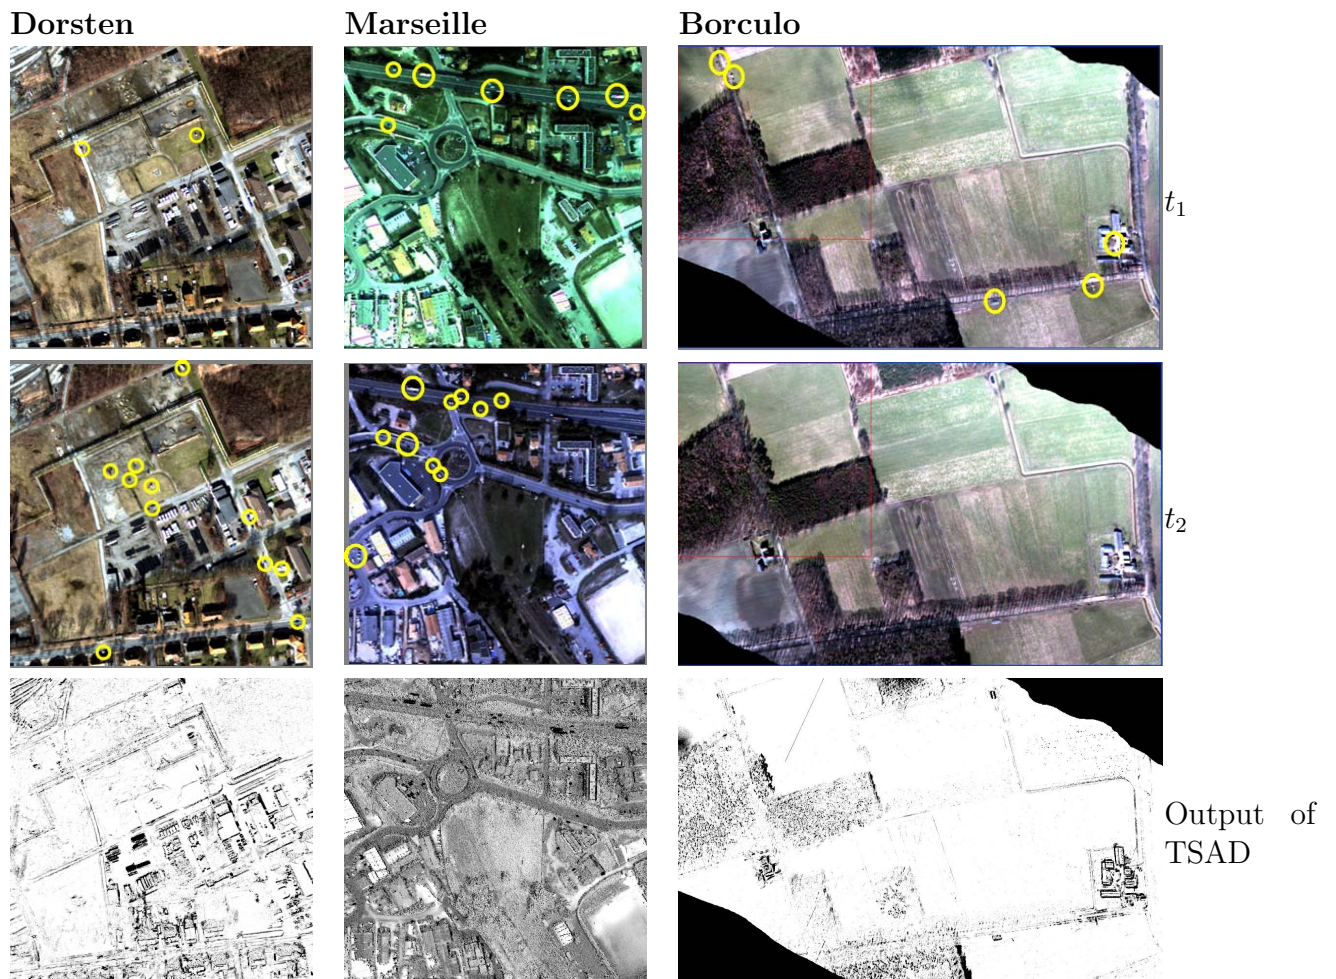 Dorsten
Marseille
Borculo
t₁
t₂
Output of
TSAD